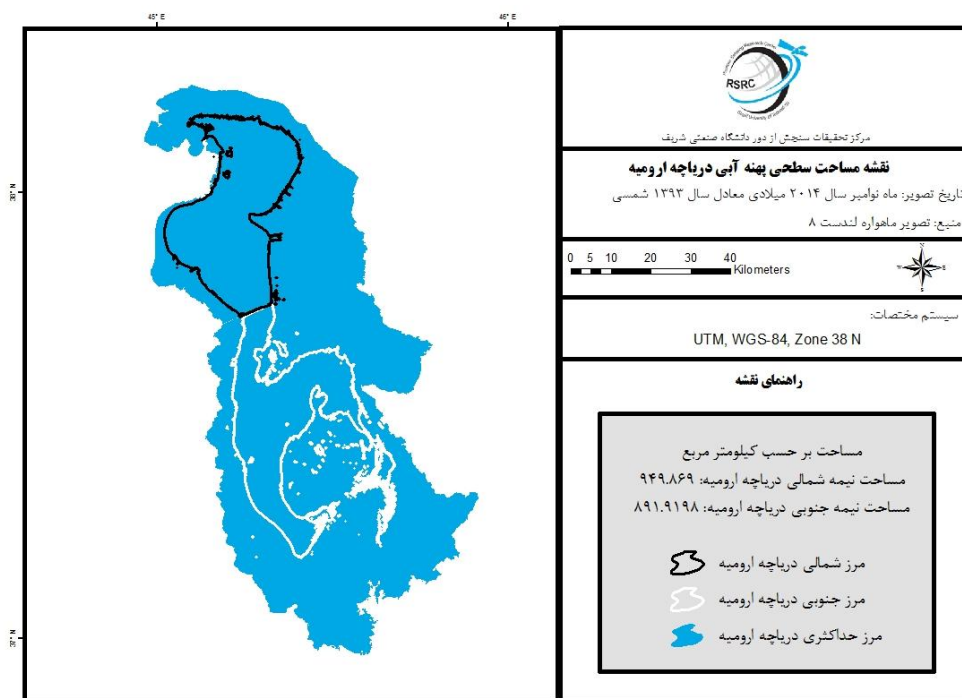 45° E
46° E
38° N
37° N
RSRC
مرکز تحقیقات سنجش از دور دانشگاه صنعتی شریف
نقشه مساحت سطحی پهنه آبی دریاچه ارومیه
تاریخ تصویر: ماه نوامبر سال ۲۰۱۴ میلادی معادل سال ۱۳۹۳ شمسی
منبع: تصویر ماهواره لندست ۸
0 5 10 20 30 40
Kilometers
سیستم مختصات:
UTM, WGS-84, Zone 38 N
راهنمای نقشه
مساحت بر حسب کیلومتر مربع
مساحت نیمه شمالی دریاچه ارومیه: ۹۴۹.۸۶۹
مساحت نیمه جنوبی دریاچه ارومیه: ۸۹۱.۹۱۹۸
مرز شمالی دریاچه ارومیه
مرز جنوبی دریاچه ارومیه
مرز حداکثری دریاچه ارومیه